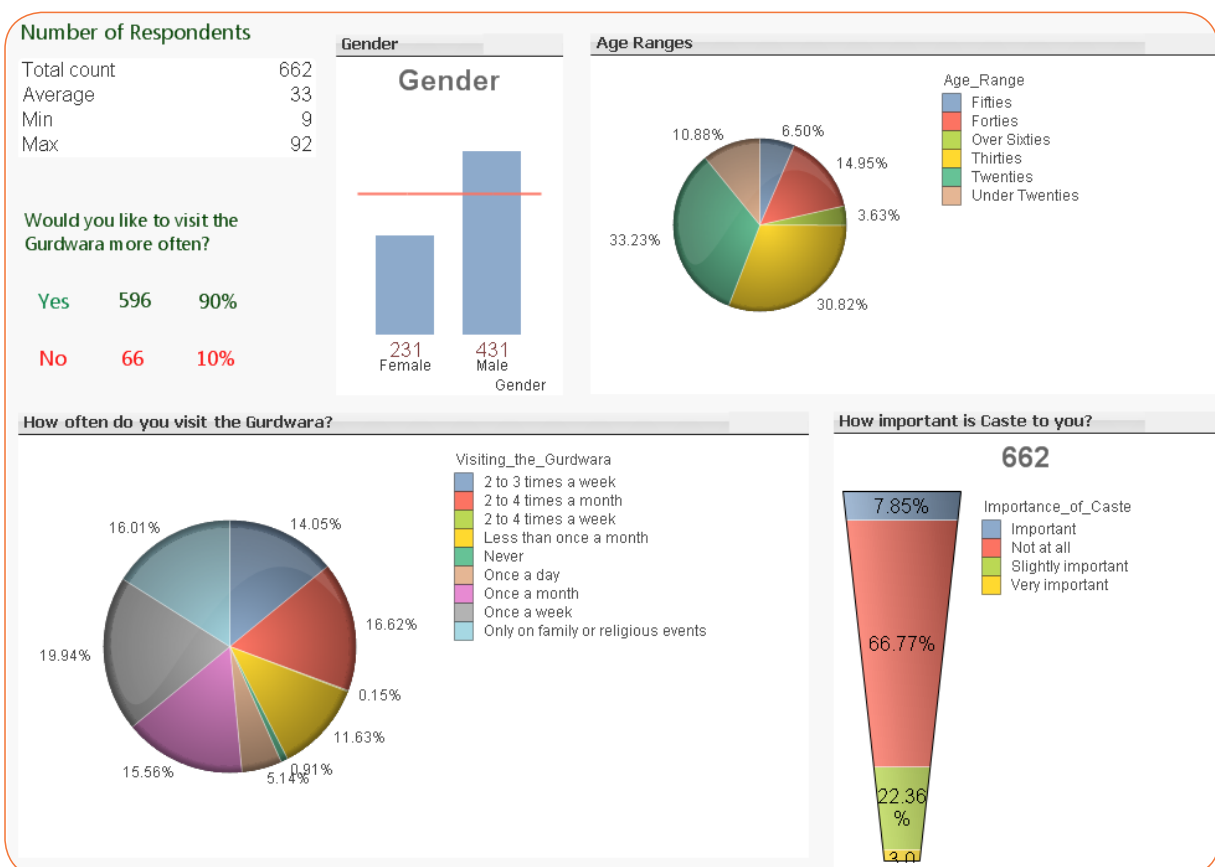 Number of Respondents
Total count 662
Average 33
Min 9
Max 92
Would you like to visit the
Gurdwara more often?
Yes 596 90%
No 66 10%
Gender
Gender
231 431
Female Male
Gender
Age Ranges
Age_Range
Fifties
Forties
Over Sixties
Thirties
Twenties
Under Twenties
10.88%
6.50%
14.95%
3.63%
33.23%
30.82%
How often do you visit the Gurdwara?
Visiting_the_Gurdwara
2 to 3 times a week
2 to 4 times a month
2 to 4 times a week
Less than once a month
Never
Once a day
Once a month
Once a week
Only on family or religious events
16.01%
14.05%
16.62%
19.94%
0.15%
11.63%
15.56%
5.14%
0.91%
How important is Caste to you?
662
Importance_of_Caste
Important
Not at all
Slightly important
Very important
7.85%
66.77%
22.36
%